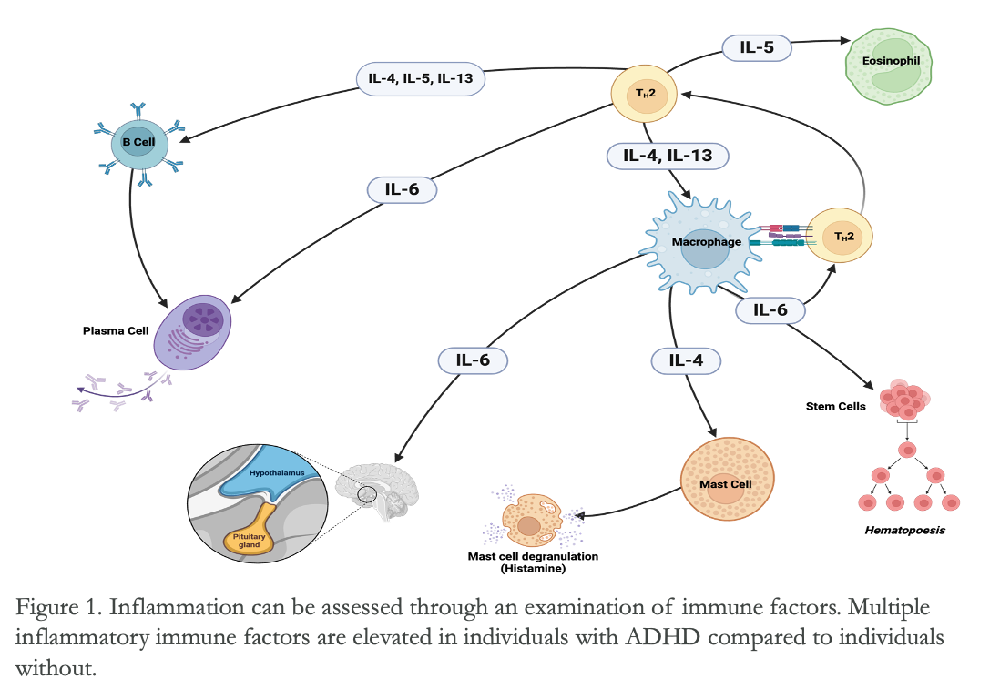 IL-5
Eosinophil
IL-4, IL-5, IL-13
TH2
B Cell
IL-4, IL-13
IL-6
Macrophage
TH2
IL-6
Plasma Cell
IL-6
IL-4
Stem Cells
Hypothalamus
Mast Cell
Pituitary
gland
Hematopoesis
Mast cell degranulation
(Histamine)
Figure 1. Inflammation can be assessed through an examination of immune factors. Multiple
inflammatory immune factors are elevated in individuals with ADHD compared to individuals
without.